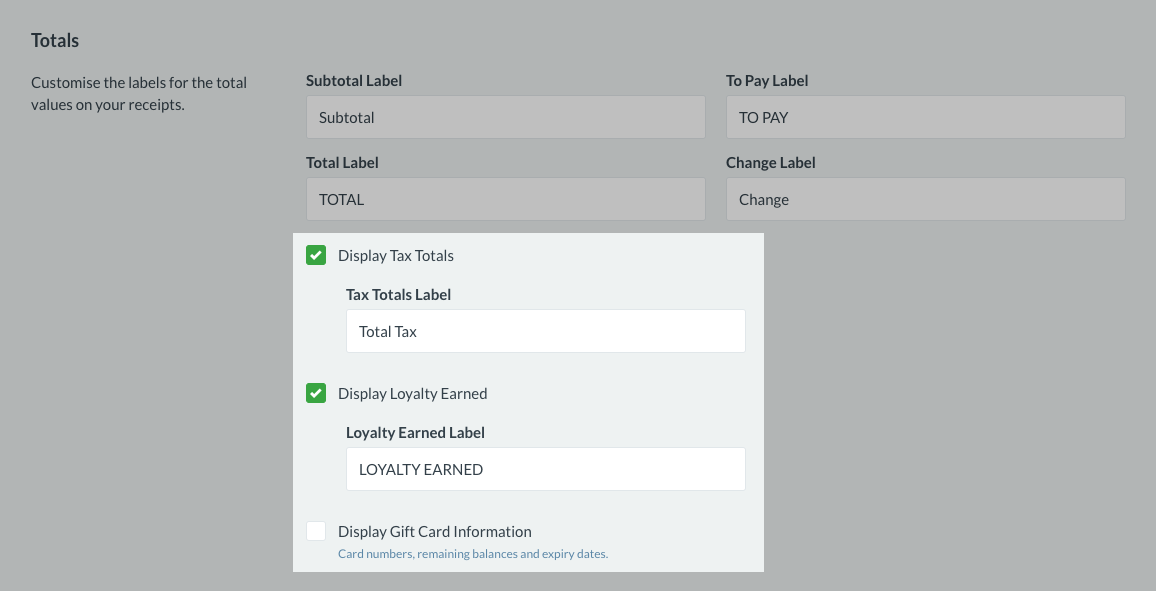 Totals
Customise the labels for the total
values on your receipts.
Subtotal Label
Subtotal
To Pay Label
TO PAY
Total Label
TOTAL
Change Label
Change
Display Tax Totals
Tax Totals Label
Total Tax
Display Loyalty Earned
Loyalty Earned Label
LOYALTY EARNED
Display Gift Card Information
Card numbers, remaining balances and expiry dates.